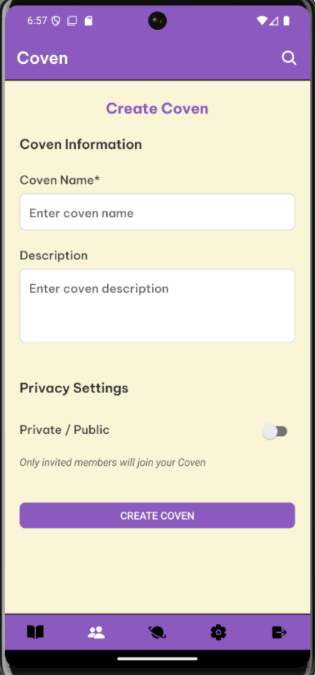 6:57
Coven
Create Coven
Coven Information
Coven Name*
Enter coven name
Description
Enter coven description
Privacy Settings
Private / Public
Only invited members will join your Coven
CREATE COVEN